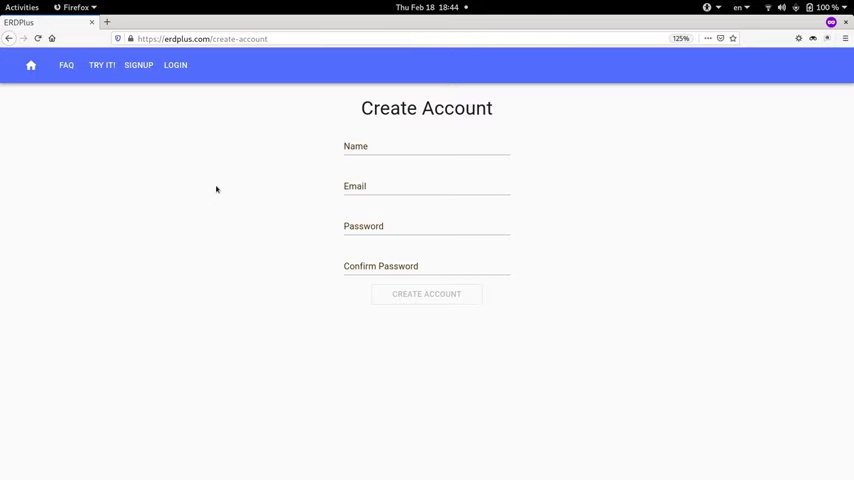 Activities Firefox Thu Feb 18 18:44 en 100 %
ERDPlus
https://erdplus.com/create-account 125%
FAQ TRY IT! SIGNUP LOGIN
Create Account
Name
Email
Password
Confirm Password
CREATE ACCOUNT